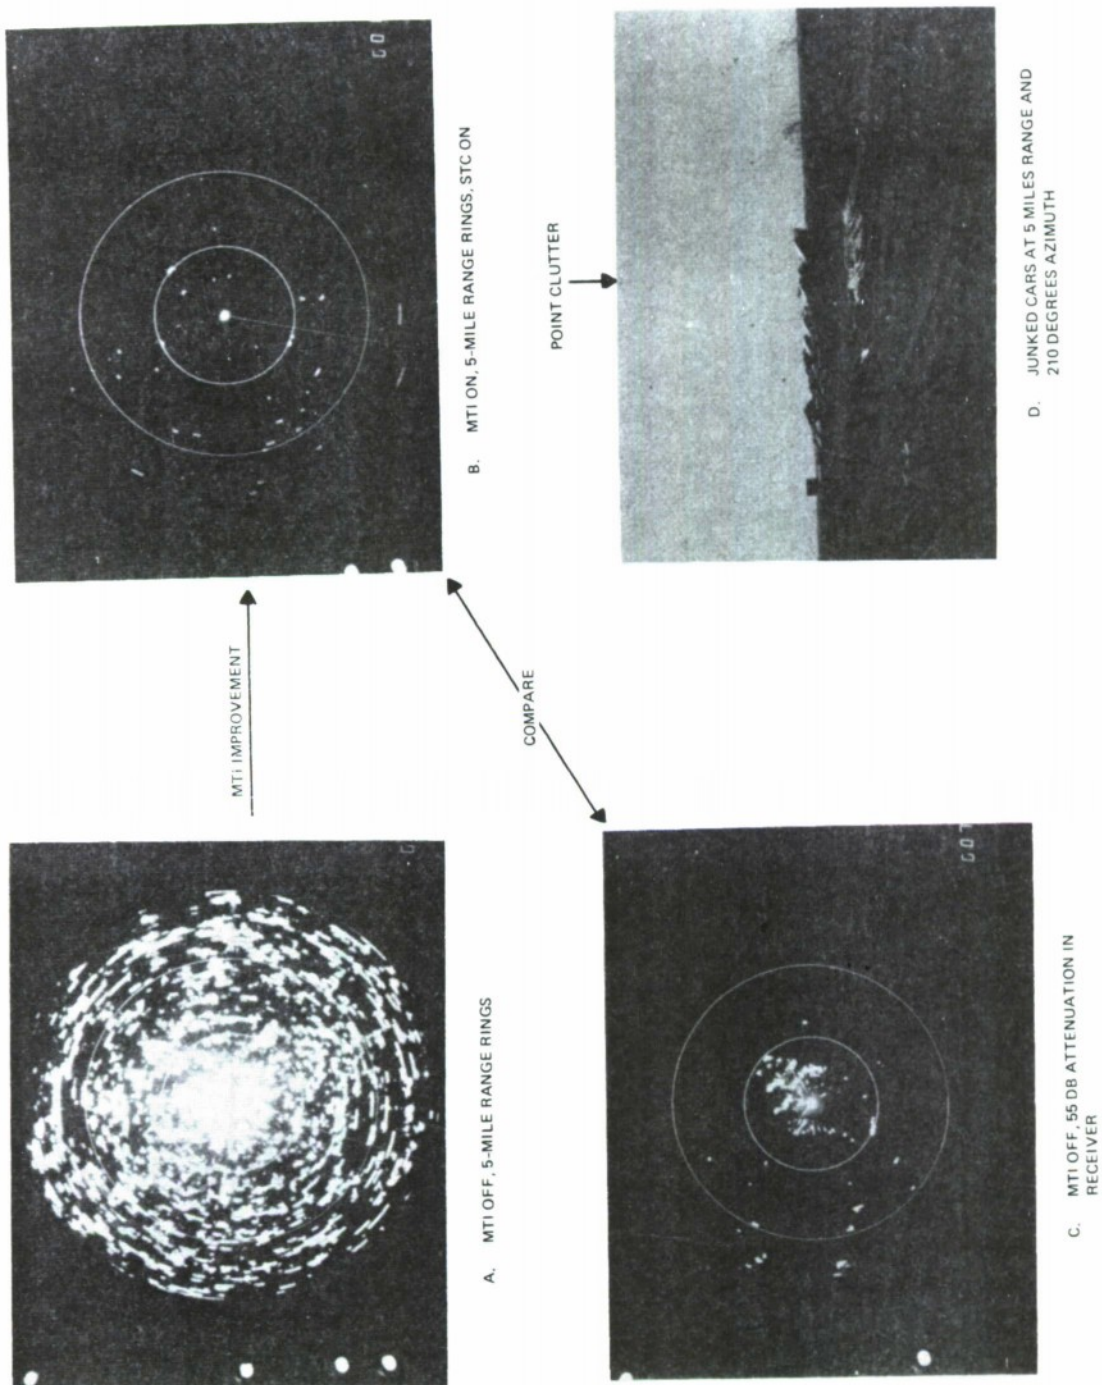 A. MTI OFF, 5-MILE RANGE RINGS
MTI IMPROVEMENT
B. MTI ON, 5-MILE RANGE RINGS, STC ON
COMPARE
C. MTI OFF, 55 DB ATTENUATION IN
RECEIVER
POINT CLUTTER
D. JUNKED CARS AT 5 MILES RANGE AND
210 DEGREES AZIMUTH